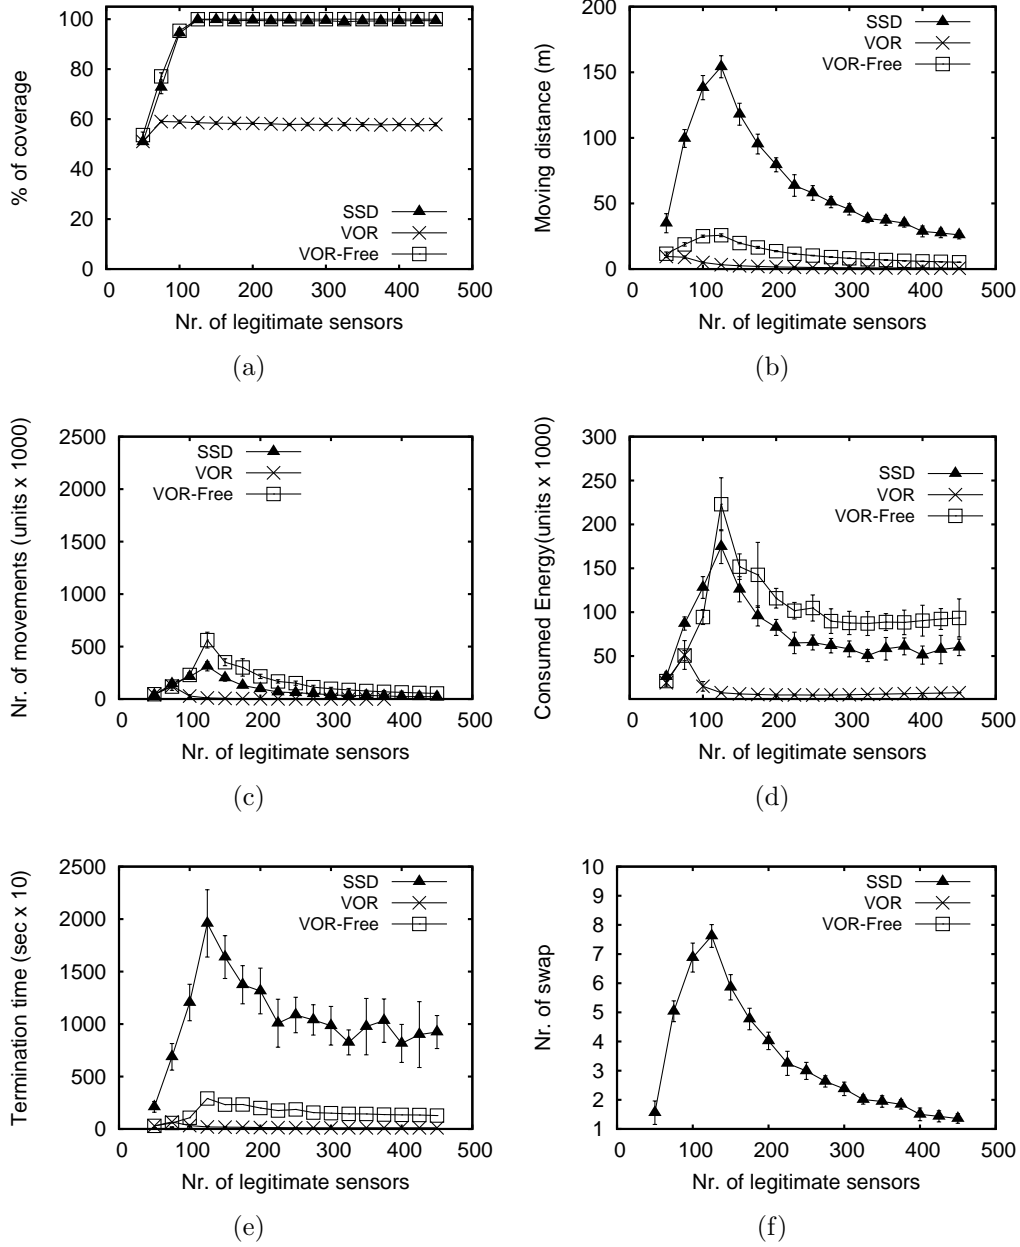 % of coverage
100
80
60
40
20
0
SSD
VOR
VOR-Free
0 100 200 300 400 500
Nr. of legitimate sensors
(a)
Moving distance (m)
200
150
100
50
0
SSD
VOR
VOR-Free
0 100 200 300 400 500
Nr. of legitimate sensors
(b)
Nr. of movements (units x 1000)
2500
2000
1500
1000
500
0
SSD
VOR
VOR-Free
0 100 200 300 400 500
Nr. of legitimate sensors
(c)
Consumed Energy(units x 1000)
300
250
200
150
100
50
SSD
VOR
VOR-Free
0 100 200 300 400 500
Nr. of legitimate sensors
(d)
Termination time (sec x 10)
2500
2000
1500
1000
500
0
SSD
VOR
VOR-Free
0 100 200 300 400 500
Nr. of legitimate sensors
(e)
Nr. of swap
10
9
8
7
6
5
4
3
2
1
SSD
VOR
VOR-Free
0 100 200 300 400 500
Nr. of legitimate sensors
(f)